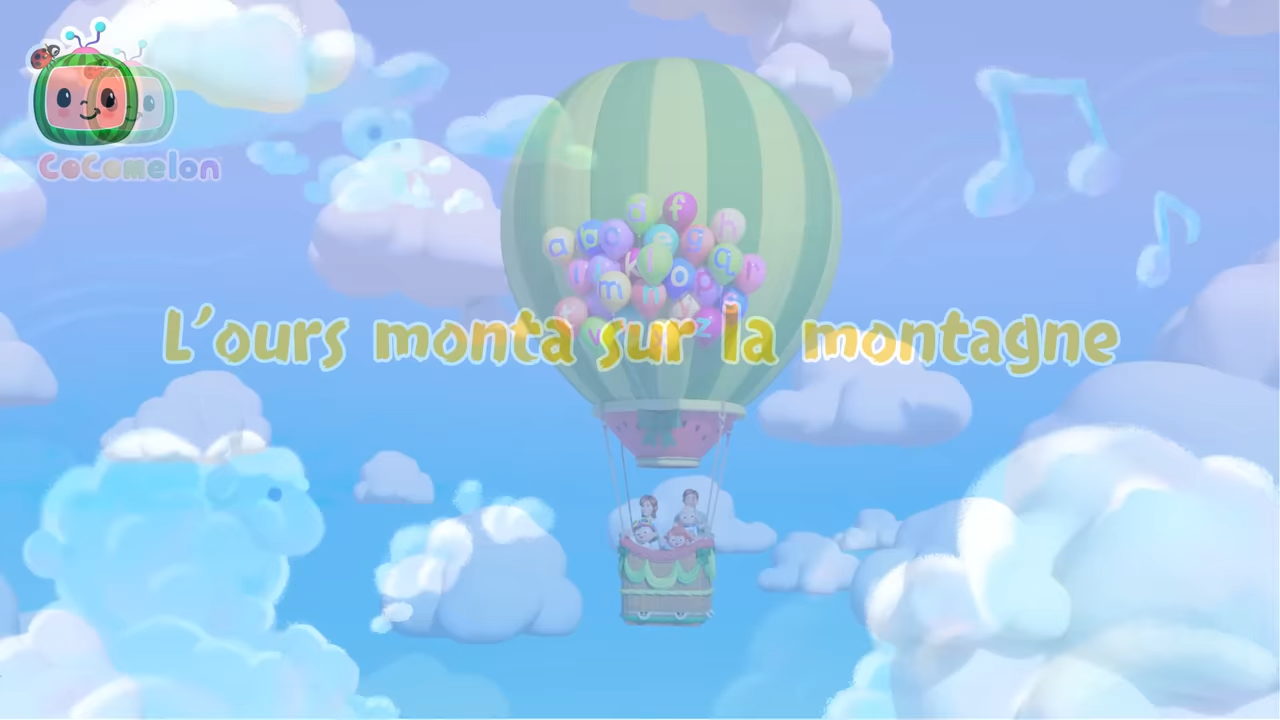 CoComelon
a b c d e f g h
i l k l o p q r
m n
v z
L'ours monta sur la montagne